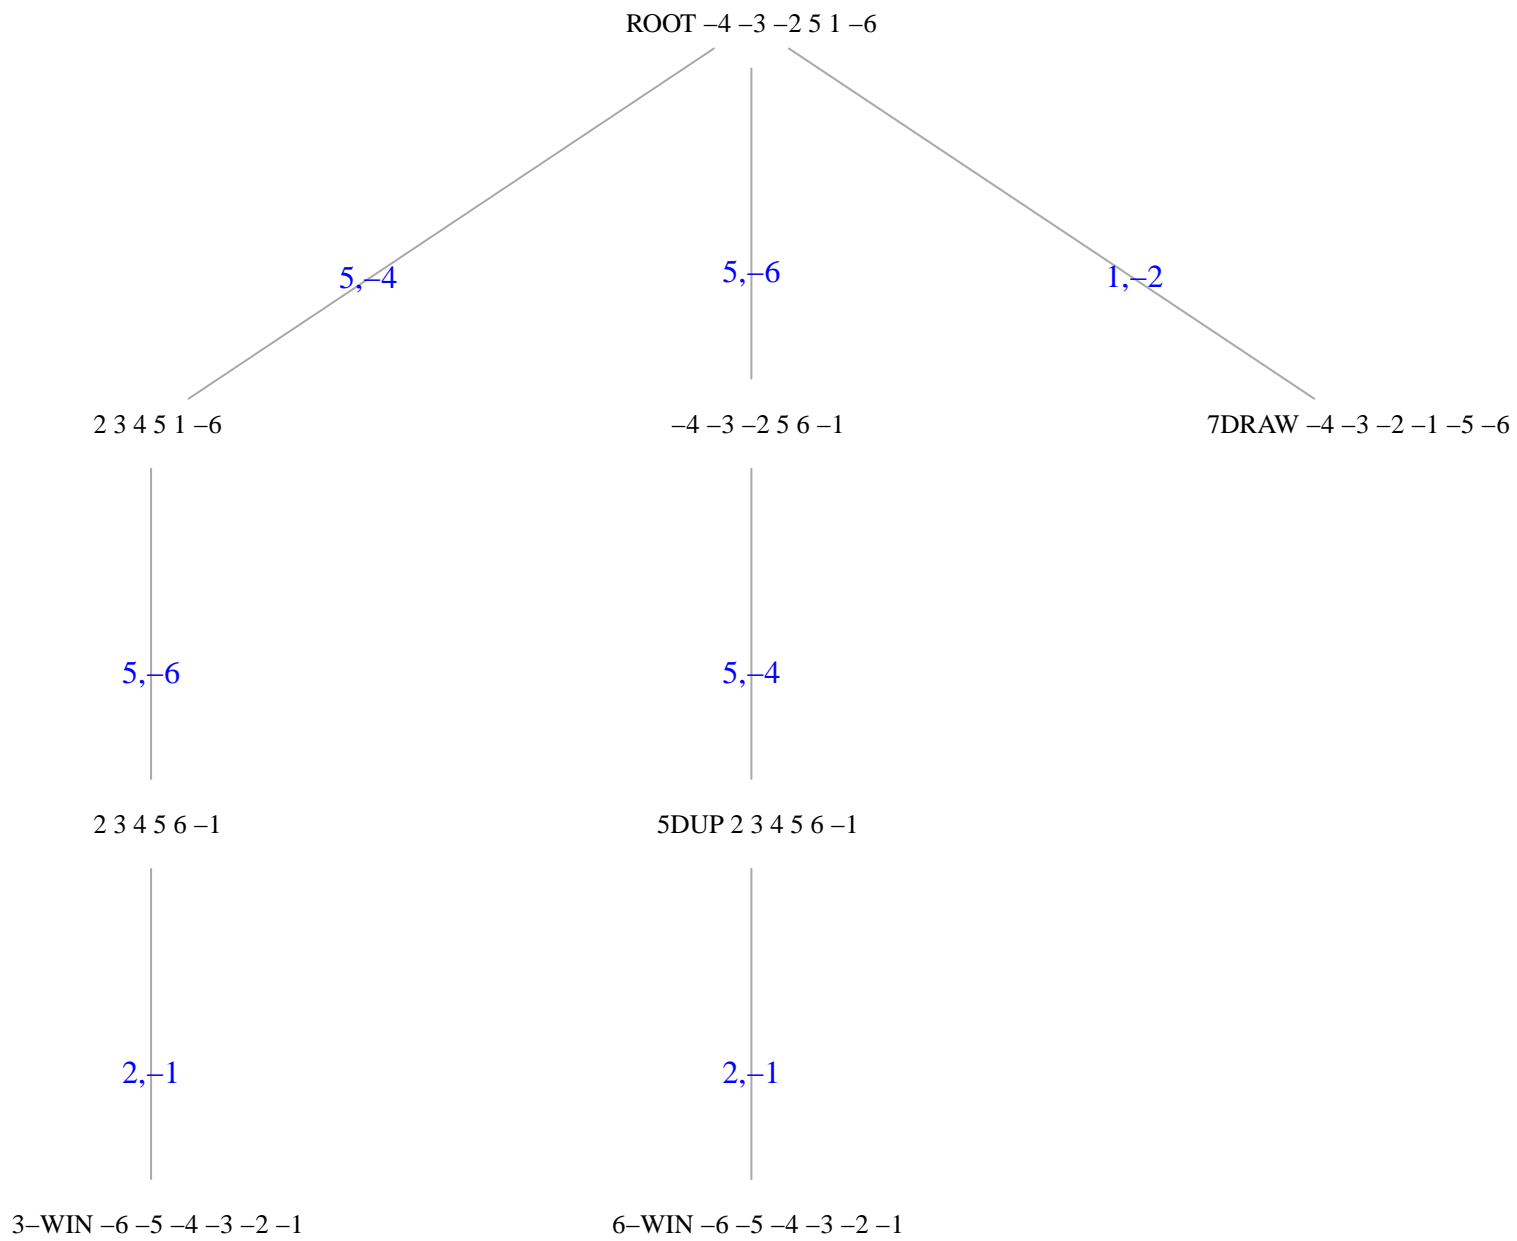 ROOT –4 –3 –2 5 1 –6
5,–4
5,–6
1,–2
2 3 4 5 1 –6
–4 –3 –2 5 6 –1
7DRAW –4 –3 –2 –1 –5 –6
5,–6
5,–4
2 3 4 5 6 –1
5DUP 2 3 4 5 6 –1
2,–1
2,–1
3–WIN –6 –5 –4 –3 –2 –1
6–WIN –6 –5 –4 –3 –2 –1